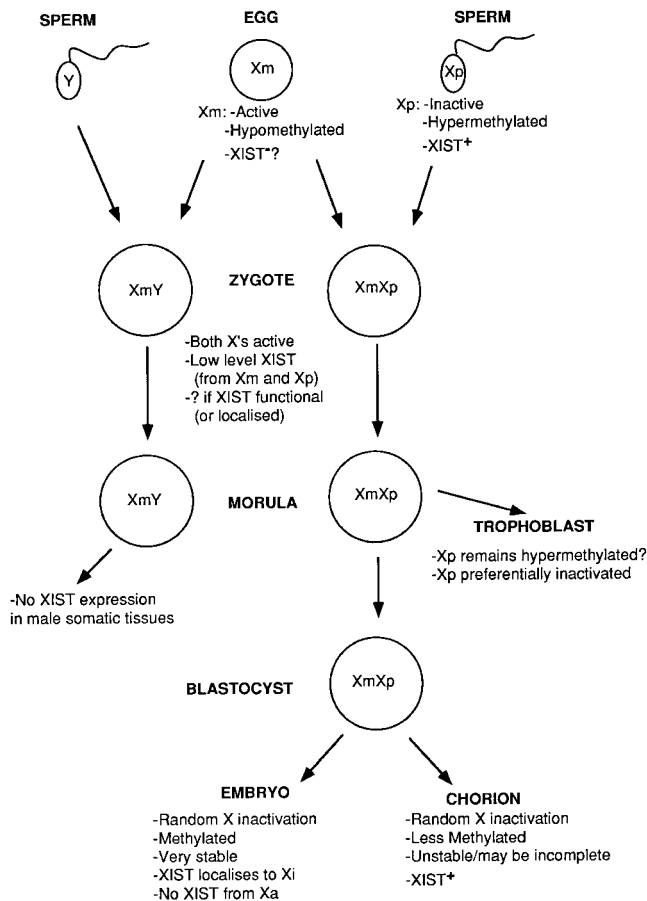 SPERM
EGG
SPERM
Y
Xm
Xp
Xm: -Active
-Hypomethylated
-XIST⁻?
Xp: -Inactive
-Hypermethylated
-XIST⁺
XmY
ZYGOTE
XmXp
-Both X's active
-Low level XIST
(from Xm and Xp)
-? if XIST functional
(or localised)
XmY
MORULA
XmXp
TROPHOBLAST
-Xp remains hypermethylated?
-Xp preferentially inactivated
-No XIST expression
in male somatic tissues
BLASTOCYST
XmXp
EMBRYO
-Random X inactivation
-Methylated
-Very stable
-XIST localises to Xi
-No XIST from Xa
CHORION
-Random X inactivation
-Less Methylated
-Unstable/may be incomplete
-XIST⁺